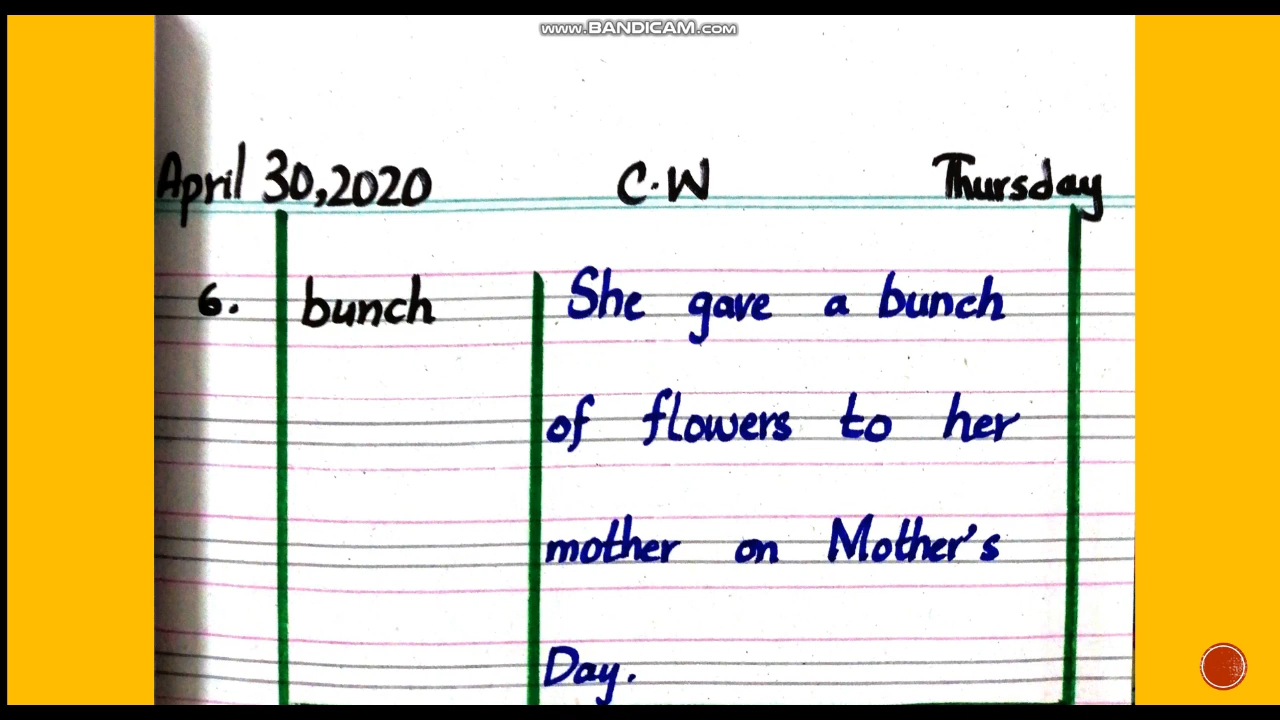 www.BANDICAM.com
April 30,2020 C.W Thursday
6. bunch She gave a bunch
of flowers to her
mother on Mother's
Day.